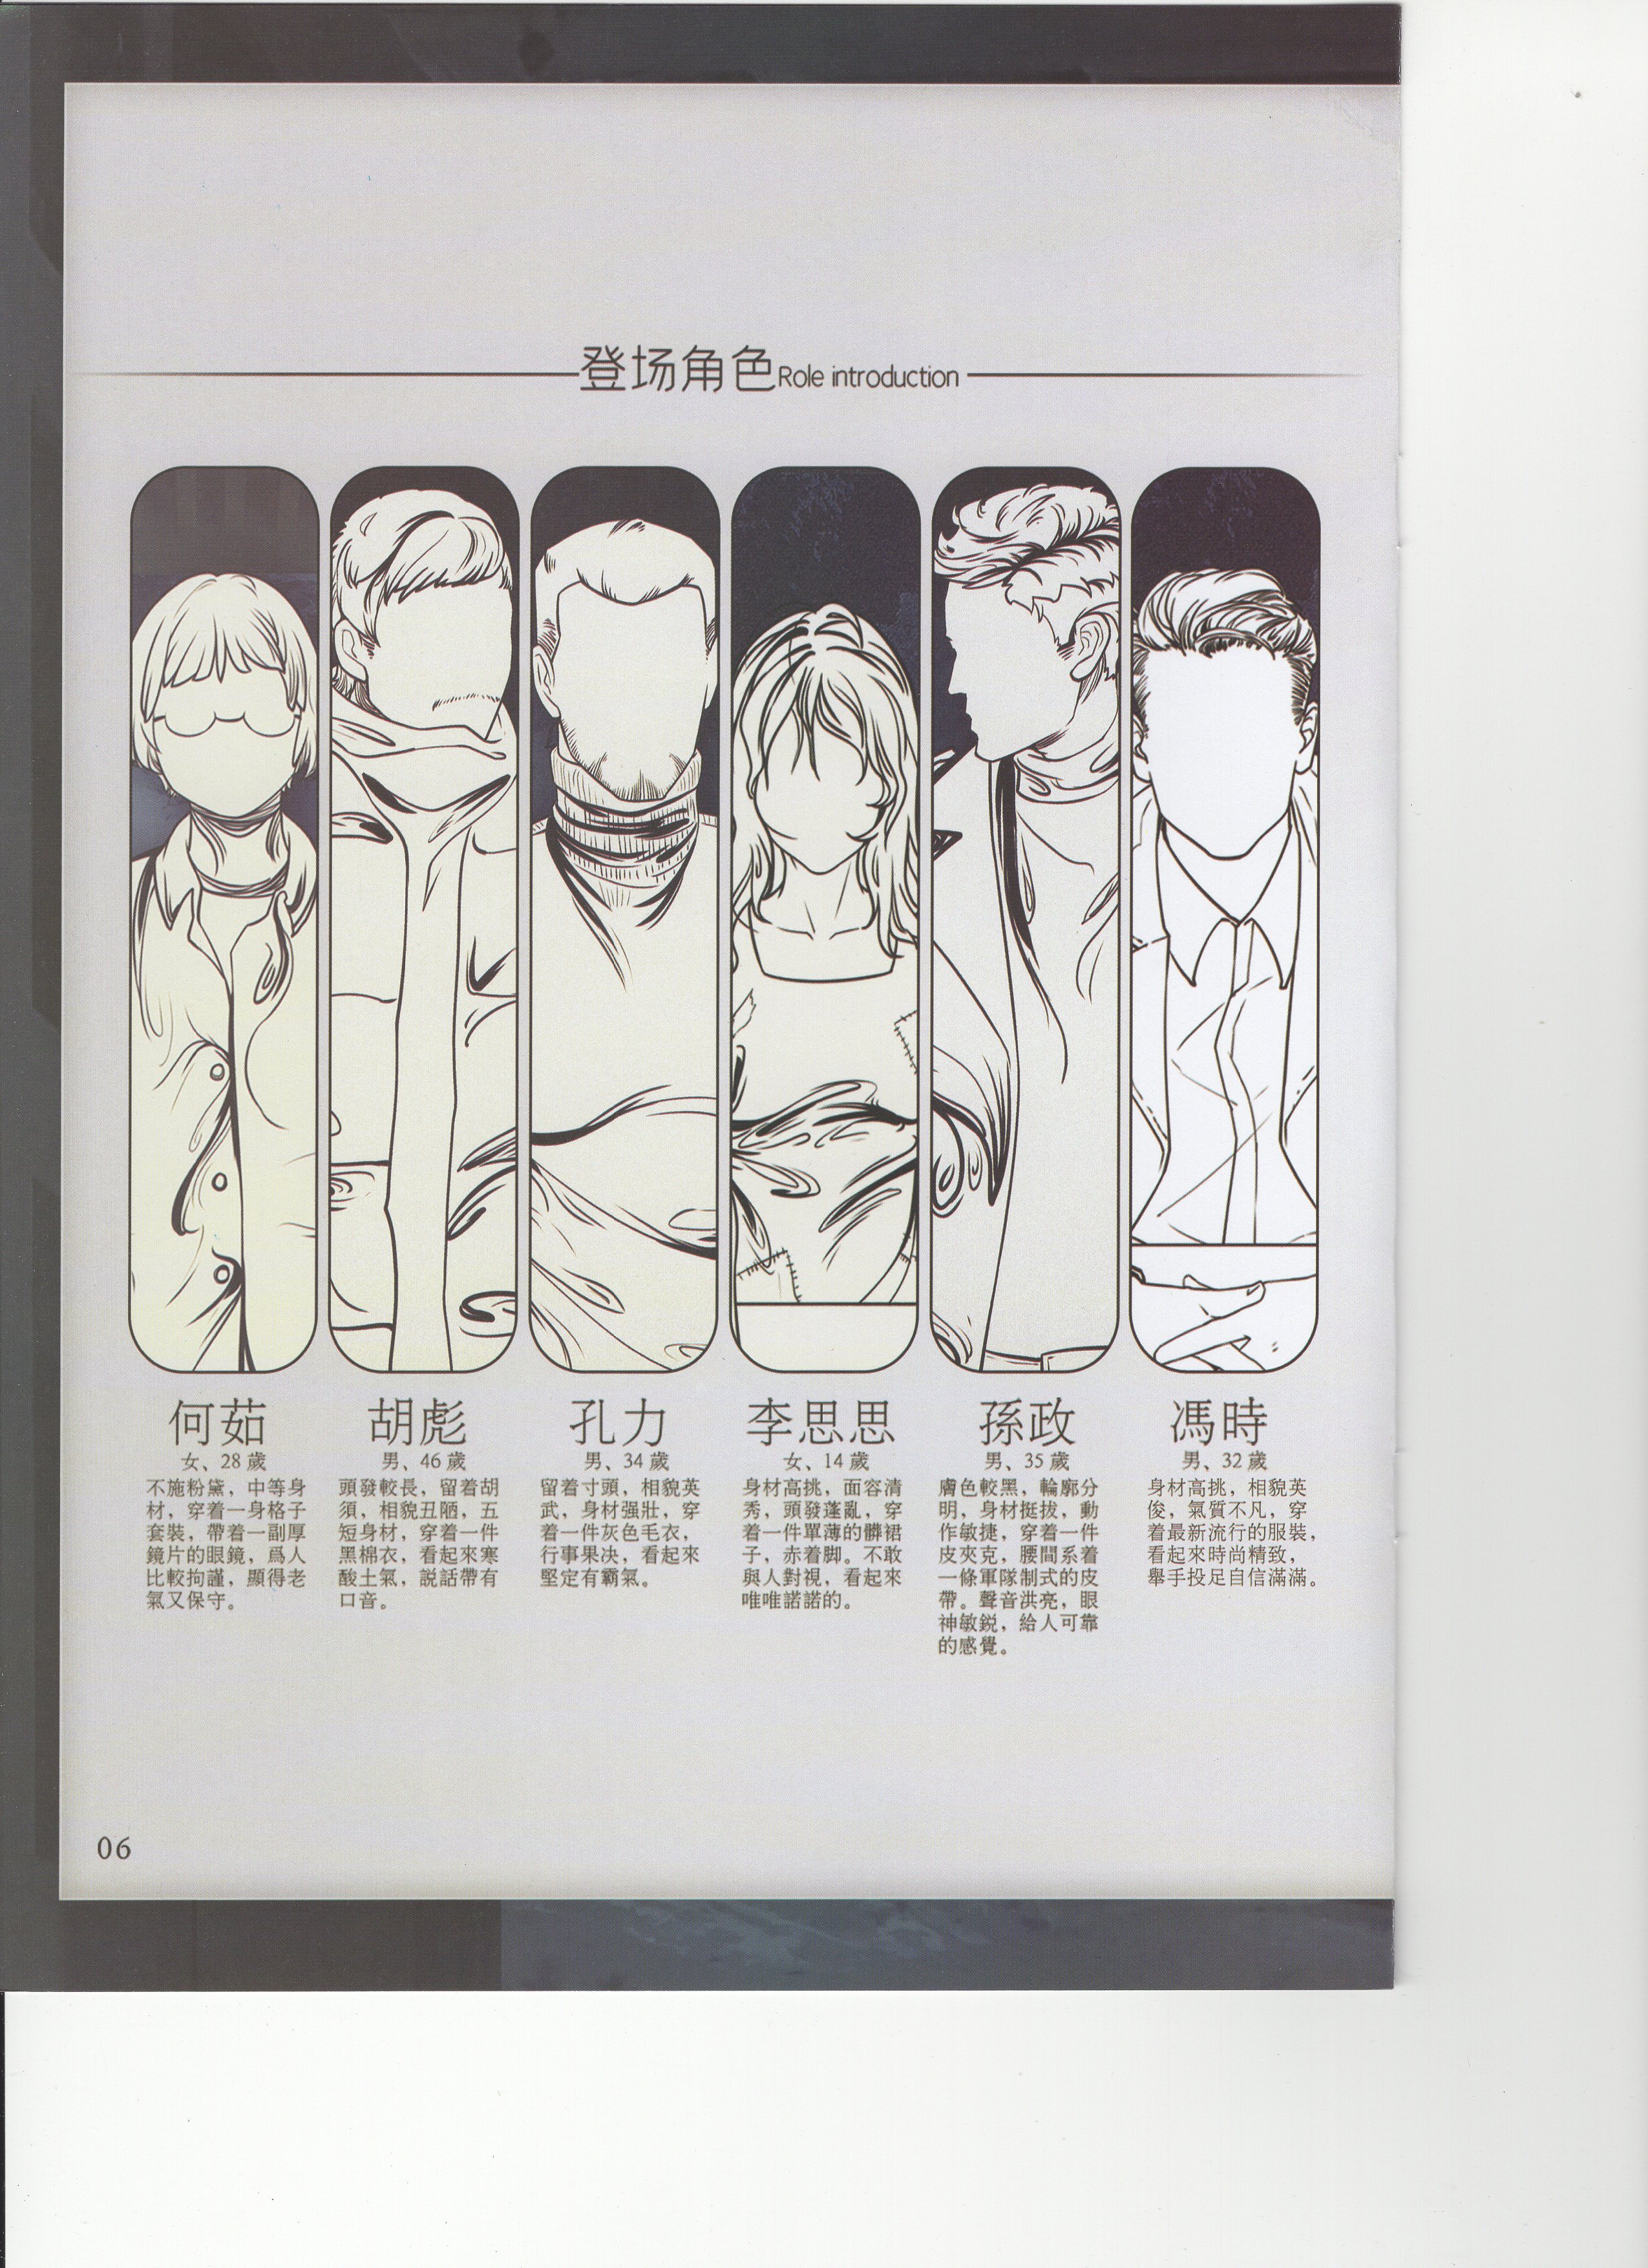 登场角色Role introduction
何茹
女、28歲
不施粉黛，中等身
材，穿着一身格子
套裝，帶着一副厚
鏡片的眼鏡，爲人
比較拘謹，顯得老
氣又保守。
胡彪
男、46歲
頭發較長，留着胡
須，相貌丑陋，五
短身材，穿着一件
黑棉衣，看起來寒
酸土氣，説話帶有
口音。
孔力
男、34歲
留着寸頭，相貌英
武，身材强壯，穿
着一件灰色毛衣，
行事果决，看起來
堅定有霸氣。
李思思
女、14歲
身材高挑，面容清
秀，頭發蓬亂，穿
着一件單薄的髒裙
子，赤着脚。不敢
與人對視，看起來
唯唯諾諾的。
孫政
男、35歲
膚色較黑，輪廓分
明，身材挺拔，動
作敏捷，穿着一件
皮夾克，腰間系着
一條軍隊制式的皮
帶。聲音洪亮，眼
神敏鋭，給人可靠
的感覺。
馮時
男、32歲
身材高挑，相貌英
俊，氣質不凡，穿
着最新流行的服裝，
看起來時尚精致，
舉手投足自信滿滿。
06